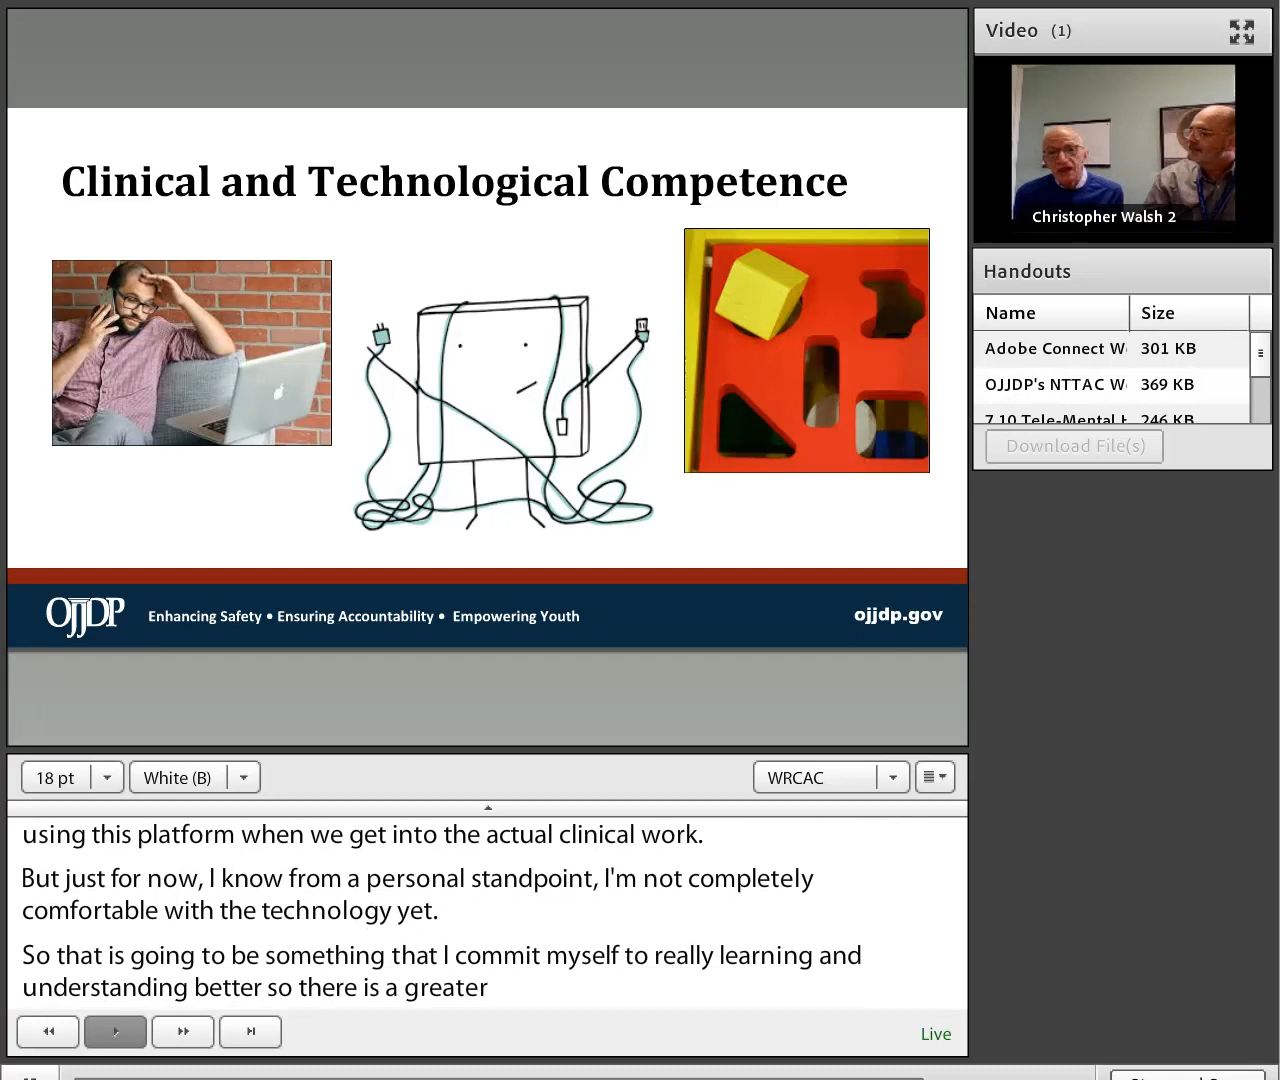 Video (1)
Clinical and Technological Competence
Christopher Walsh 2
Handouts
Name Size
Adobe Connect W 301 KB
OJJDP's NTTAC W 369 KB
7.10 Tele-Mental H 246 KB
Download File(s)
OJJDP Enhancing Safety • Ensuring Accountability • Empowering Youth ojjdp.gov
18 pt White (B) WRCAC
using this platform when we get into the actual clinical work.
But just for now, I know from a personal standpoint, I'm not completely
comfortable with the technology yet.
So that is going to be something that I commit myself to really learning and
understanding better so there is a greater
Live